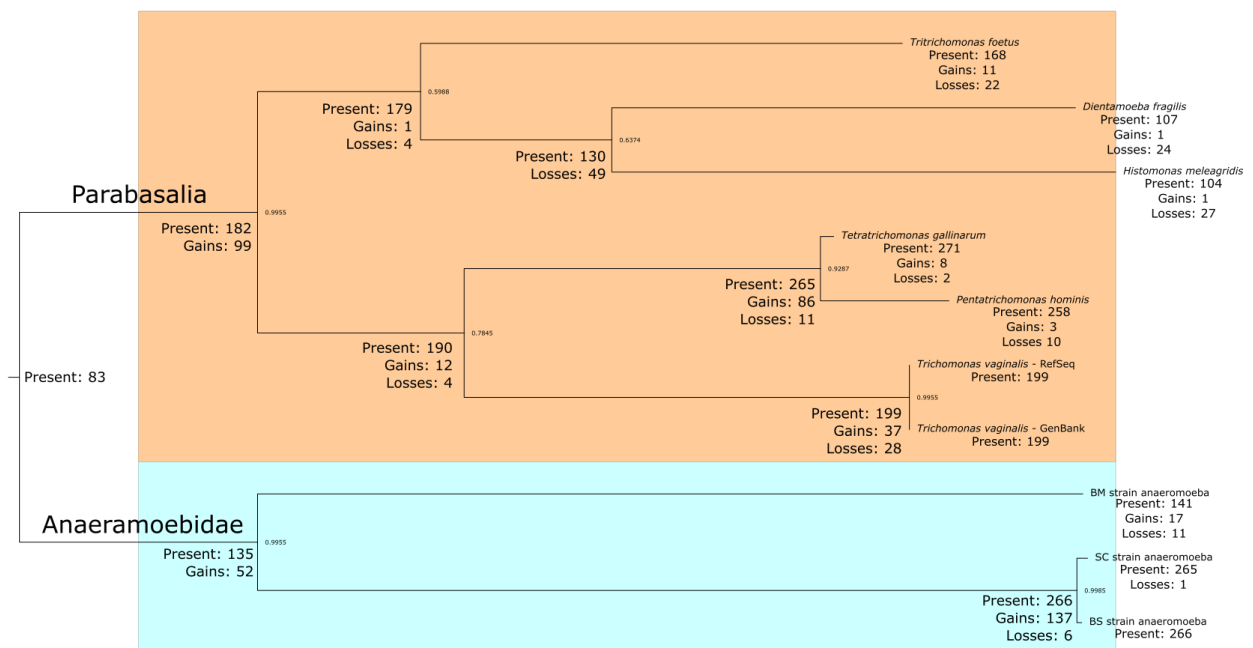 Tritrichomonas foetus
Present: 168
Gains: 11
Losses: 22
0.5968
Present: 179
Gains: 1
Losses: 4
Dientamoeba fragilis
Present: 107
Gains: 1
Losses: 24
0.6374
Present: 130
Losses: 49
Histomonas meleagridis
Present: 104
Gains: 1
Losses: 27
Parabasalia
0.9955
Present: 182
Gains: 99
Tetratrichomonas gallinarum
Present: 271
Gains: 8
Losses: 2
0.9287
Present: 265
Gains: 86
Losses: 11
Pentatrichomonas hominis
Present: 258
Gains: 3
Losses 10
0.7845
Present: 190
Gains: 12
Losses: 4
Trichomonas vaginalis - RefSeq
Present: 199
Present: 83
0.9955
Present: 199
Gains: 37
Losses: 28
Trichomonas vaginalis - GenBank
Present: 199
BM strain anaeromoeba
Present: 141
Gains: 17
Losses: 11
Anaeramoebidae
0.9955
Present: 135
Gains: 52
SC strain anaeromoeba
Present: 265
Losses: 1
0.9985
Present: 266
Gains: 137
Losses: 6
BS strain anaeromoeba
Present: 266